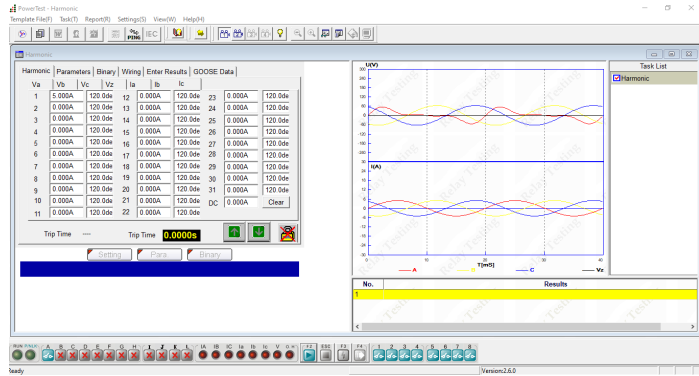 PowerTest - Harmonic
Template File(F) Task(T) Report(R) Settings(S) View(W) Help(H)
PING IEC
Harmonic
Harmonic Parameters Binary Wiring Enter Results GOOSE Data
Va Vb Vc Vz Ia Ib Ic
1 5.000A 120.0de 12 0.000A 120.0de 23 0.000A 120.0de
2 0.000A 120.0de 13 0.000A 120.0de 24 0.000A 120.0de
3 0.000A 120.0de 14 0.000A 120.0de 25 0.000A 120.0de
4 0.000A 120.0de 15 0.000A 120.0de 26 0.000A 120.0de
5 0.000A 120.0de 16 0.000A 120.0de 27 0.000A 120.0de
6 0.000A 120.0de 17 0.000A 120.0de 28 0.000A 120.0de
7 0.000A 120.0de 18 0.000A 120.0de 29 0.000A 120.0de
8 0.000A 120.0de 19 0.000A 120.0de 30 0.000A 120.0de
9 0.000A 120.0de 20 0.000A 120.0de 31 0.000A 120.0de
10 0.000A 120.0de 21 0.000A 120.0de DC 0.000A Clear
11 0.000A 120.0de 22 0.000A 120.0de
Trip Time ---- Trip Time 0.0000s
Setting Para Binary
U(V)
I(A)
0 10 20 30 40
T[mS]
A B C Vz
Relay Testing
Task List
Harmonic
No. Results
1
RUN A B C D E F G H I J K L IA IB IC Ia Ib Ic V F2 ESC F3 F4 1 2 3 4 5 6 7 8
Ready
Version:2.6.0